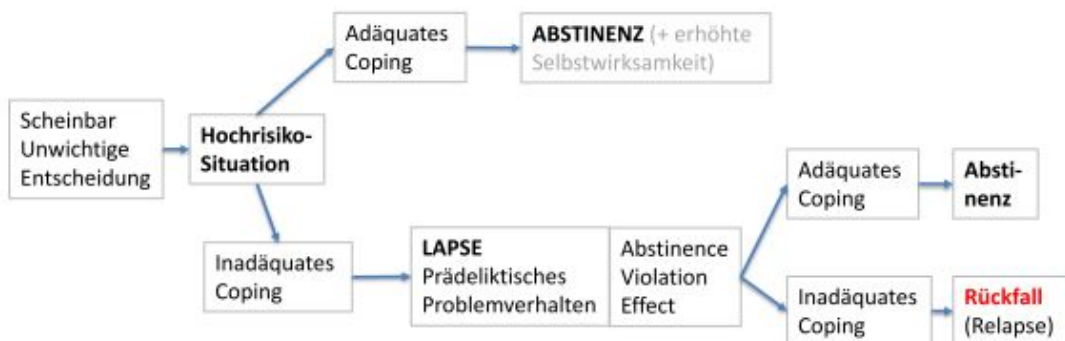 Scheinbar
Unwichtige
Entscheidung
Hochrisiko-
Situation
Adäquates
Coping
ABSTINENZ (+ erhöhte
Selbstwirksamkeit)
Inadäquates
Coping
LAPSE
Prädeliktisches
Problemverhalten
Abstinence
Violation
Effect
Adäquates
Coping
Absti-
nenz
Inadäquates
Coping
Rückfall
(Relapse)